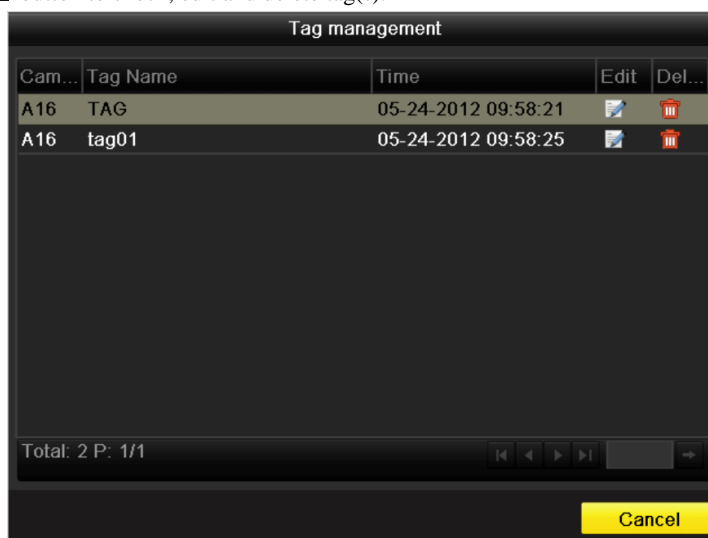 Tag management
Cam... Tag Name Time Edit Del...
A16 TAG 05-24-2012 09:58:21
A16 tag01 05-24-2012 09:58:25
Total: 2 P: 1/1
Cancel